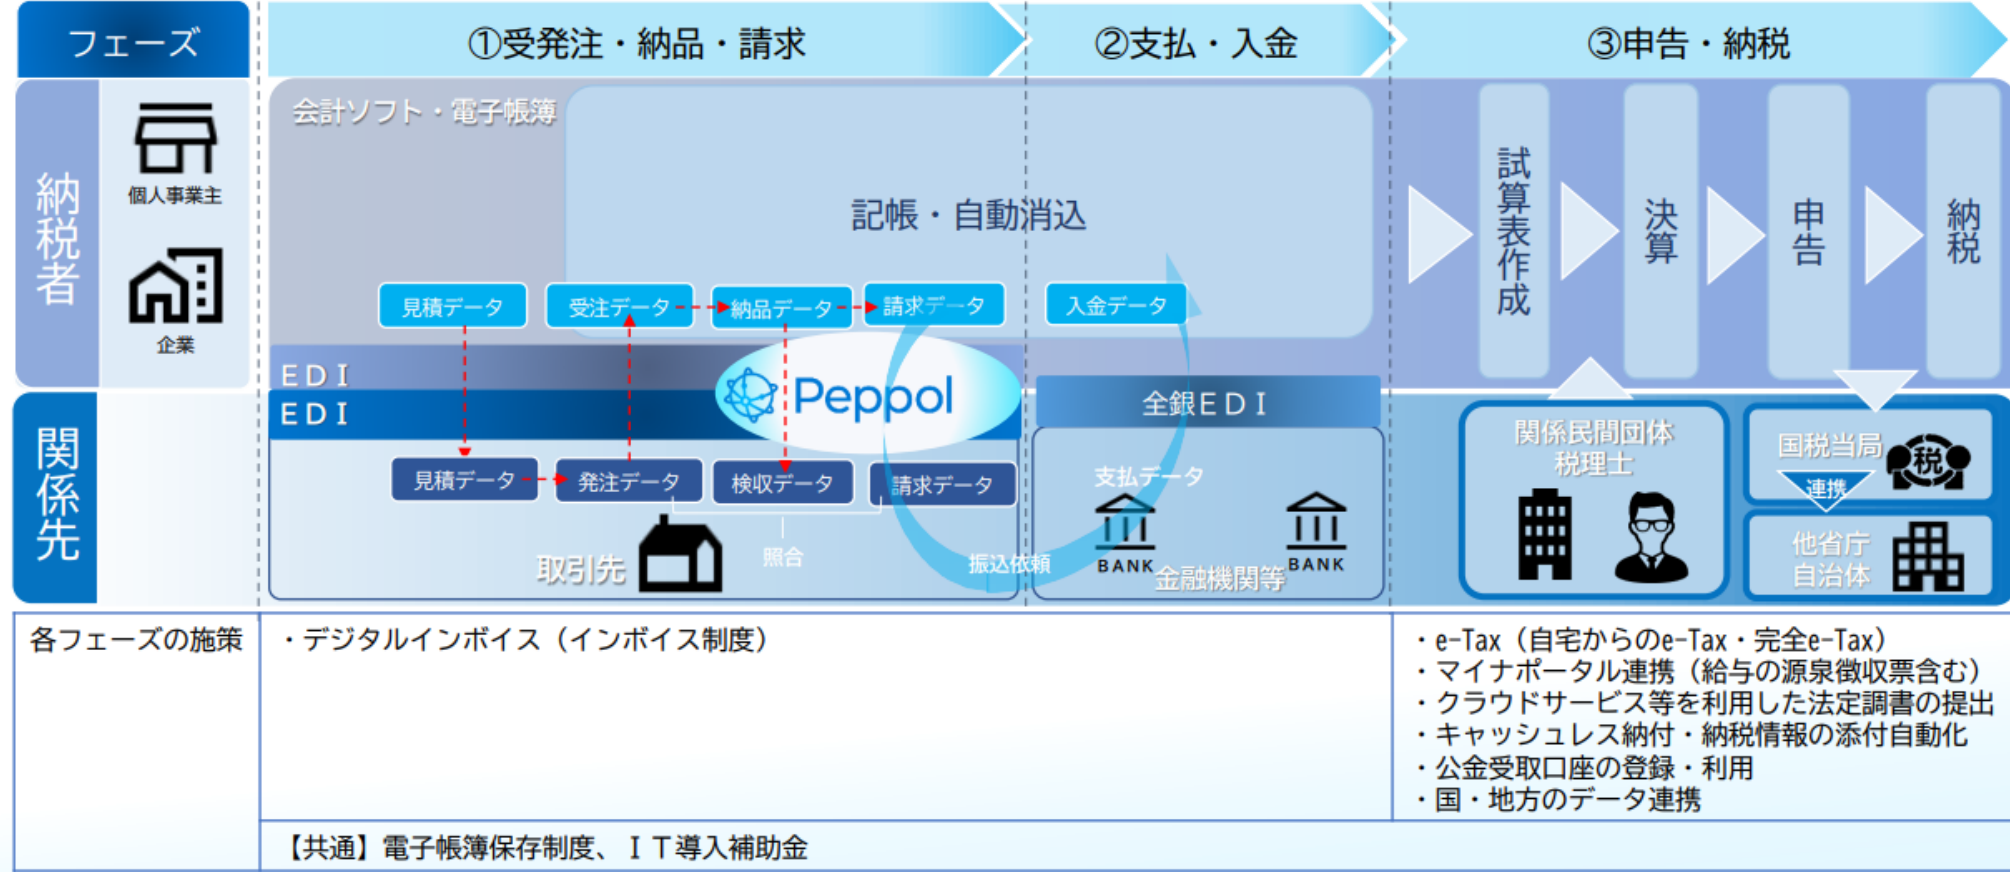 フェーズ
①受発注・納品・請求
②支払・入金
③申告・納税
納税者
個人事業主
企業
会計ソフト・電子帳簿
記帳・自動消込
見積データ
受注データ
納品データ
請求データ
入金データ
試算表作成
決算
申告
納税
ＥＤＩ
ＥＤＩ
Peppol
全銀ＥＤＩ
関係先
見積データ
発注データ
検収データ
請求データ
照合
取引先
振込依頼
支払データ
BANK
BANK
金融機関等
関係民間団体
税理士
国税当局
税
連携
他省庁
自治体
各フェーズの施策
・デジタルインボイス（インボイス制度）
・e-Tax（自宅からのe-Tax・完全e-Tax）
・マイナポータル連携（給与の源泉徴収票含む）
・クラウドサービス等を利用した法定調書の提出
・キャッシュレス納付・納税情報の添付自動化
・公金受取口座の登録・利用
・国・地方のデータ連携
【共通】電子帳簿保存制度、ＩＴ導入補助金